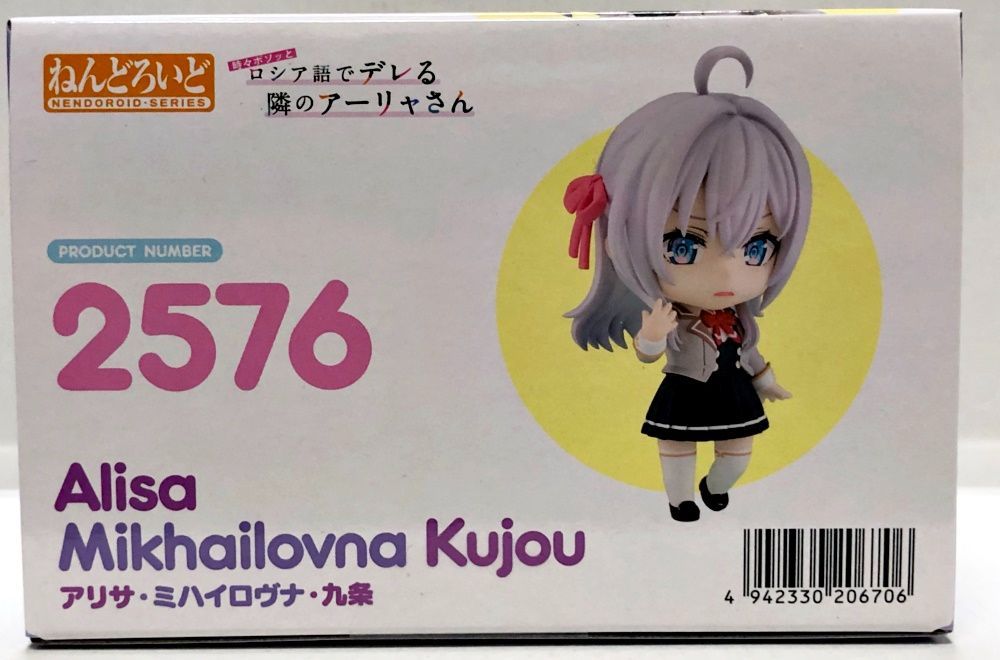 ねんどろいど
NENDOROID・SERIES
時々ボソッと
ロシア語でデレる
隣のアーリャさん
PRODUCT NUMBER
2576
Alisa
Mikhailovna Kujou
アリサ・ミハイロヴナ・九条
4 942330 206706